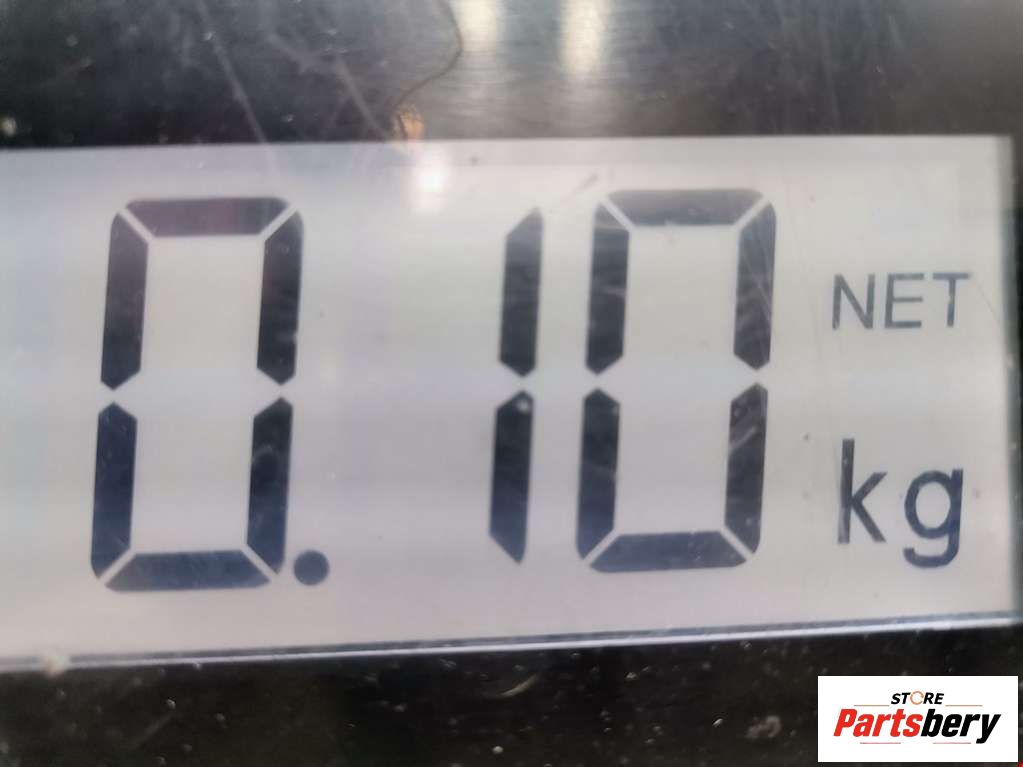 0.10
NET
kg
STORE
Partsbery